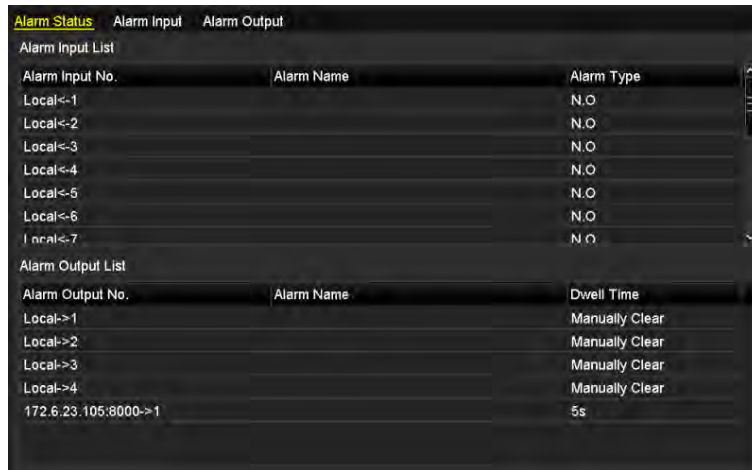 Alarm Status Alarm Input Alarm Output
Alarm Input List
Alarm Input No. Alarm Name Alarm Type
Local<-1 N.O
Local<-2 N.O
Local<-3 N.O
Local<-4 N.O
Local<-5 N.O
Local<-6 N.O
Local<-7 N.O
Alarm Output List
Alarm Output No. Alarm Name Dwell Time
Local->1 Manually Clear
Local->2 Manually Clear
Local->3 Manually Clear
Local->4 Manually Clear
172.6.23.105:8000->1 5s